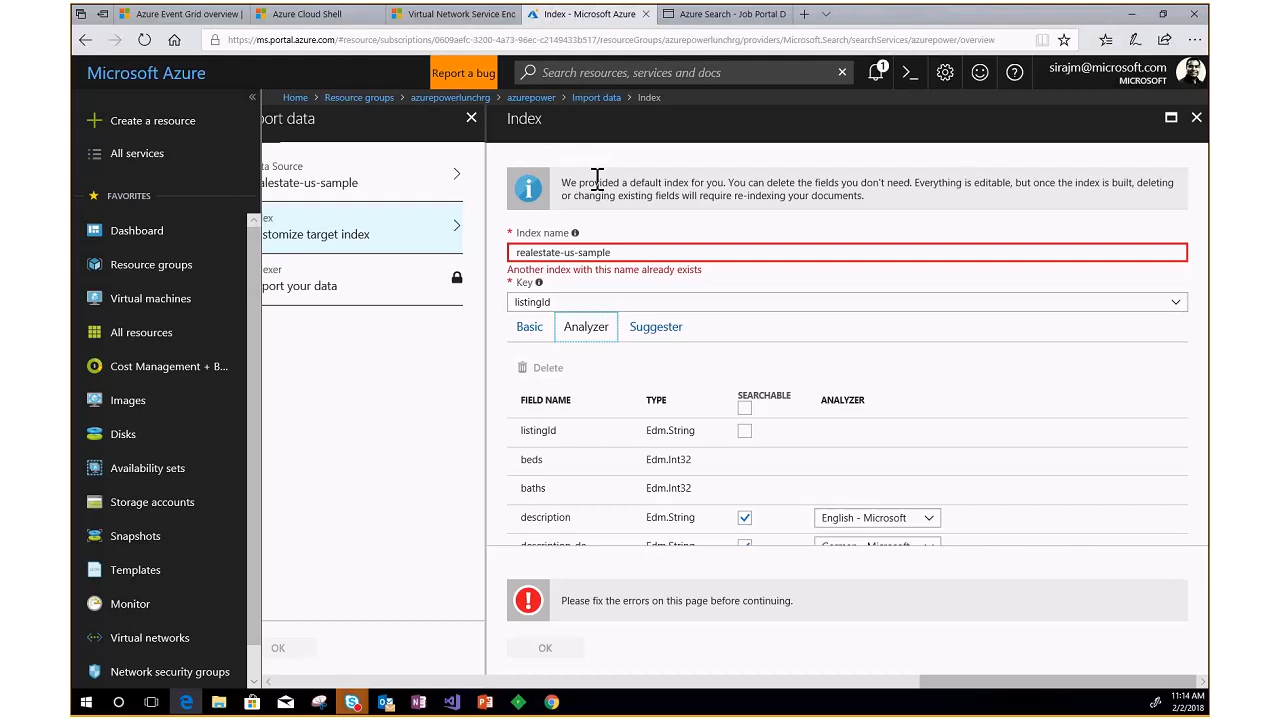 Azure Event Grid overview |
Azure Cloud Shell
Virtual Network Service Enc
Index - Microsoft Azure
Azure Search - Job Portal D
https://ms.portal.azure.com/#resource/subscriptions/0609aefc-3200-4a73-96ec-c2149433b517/resourceGroups/azurepowerlunchrg/providers/Microsoft.Search/searchServices/azurepower/overview
Microsoft Azure
Report a bug
Search resources, services and docs
1
sirajm@microsoft.com
MICROSOFT
Home
Resource groups
azurepowerlunchrg
azurepower
Import data
Index
Create a resource
All services
FAVORITES
Dashboard
Resource groups
Virtual machines
All resources
Cost Management + B...
Images
Disks
Availability sets
Storage accounts
Snapshots
Templates
Monitor
Virtual networks
Network security groups
port data
ta Source
alestate-us-sample
ex
stomize target index
exer
port your data
OK
Index
We provided a default index for you. You can delete the fields you don't need. Everything is editable, but once the index is built, deleting
or changing existing fields will require re-indexing your documents.
* Index name
realestate-us-sample
Another index with this name already exists
* Key
listingId
Basic
Analyzer
Suggester
Delete
FIELD NAME TYPE SEARCHABLE ANALYZER
listingId Edm.String
beds Edm.Int32
baths Edm.Int32
description Edm.String English - Microsoft
description_de Edm.String German - Microsoft
Please fix the errors on this page before continuing.
OK
11:14 AM
2/2/2018